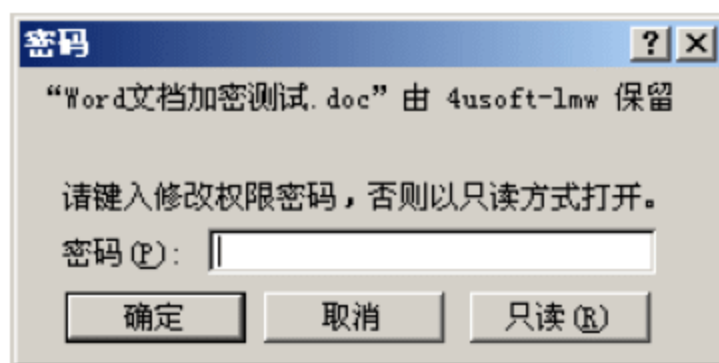 密码
“Word文档加密测试.doc” 由 4usoft-lmw 保留
请键入修改权限密码，否则以只读方式打开。
密码(P)：
确定 取消 只读(R)